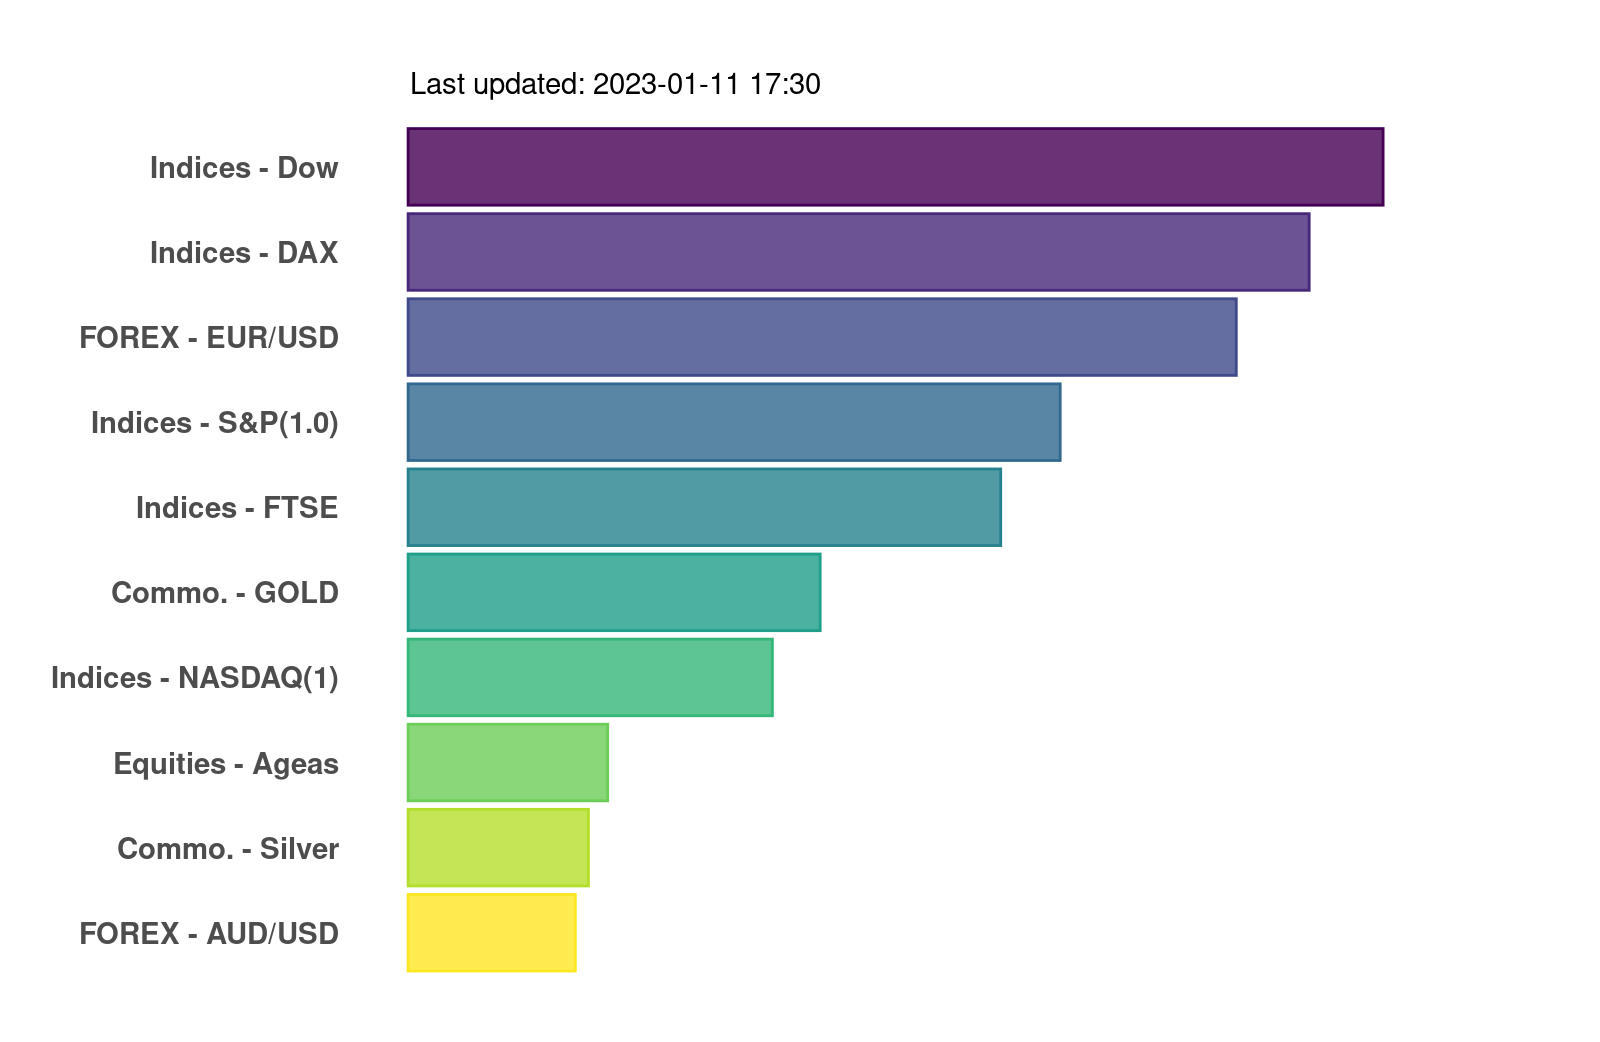 Last updated: 2023-01-11 17:30
Indices - Dow
Indices - DAX
FOREX - EUR/USD
Indices - S&P(1.0)
Indices - FTSE
Commo. - GOLD
Indices - NASDAQ(1)
Equities - Ageas
Commo. - Silver
FOREX - AUD/USD